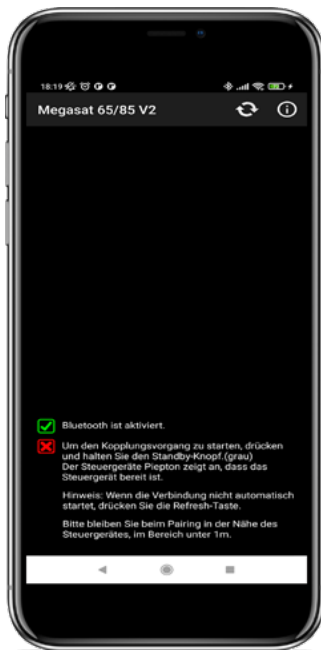 18:19
Megasat 65/85 V2
Bluetooth ist aktiviert.
Um den Kopplungsvorgang zu starten, drücken
und halten Sie den Standby-Knopf.(grau)
Der Steuergeräte Piepton zeigt an, dass das
Steuergerät bereit ist.
Hinweis: Wenn die Verbindung nicht automatisch
startet, drücken Sie die Refresh-Taste.
Bitte bleiben Sie beim Pairing in der Nähe des
Steuergerätes, im Bereich unter 1m.